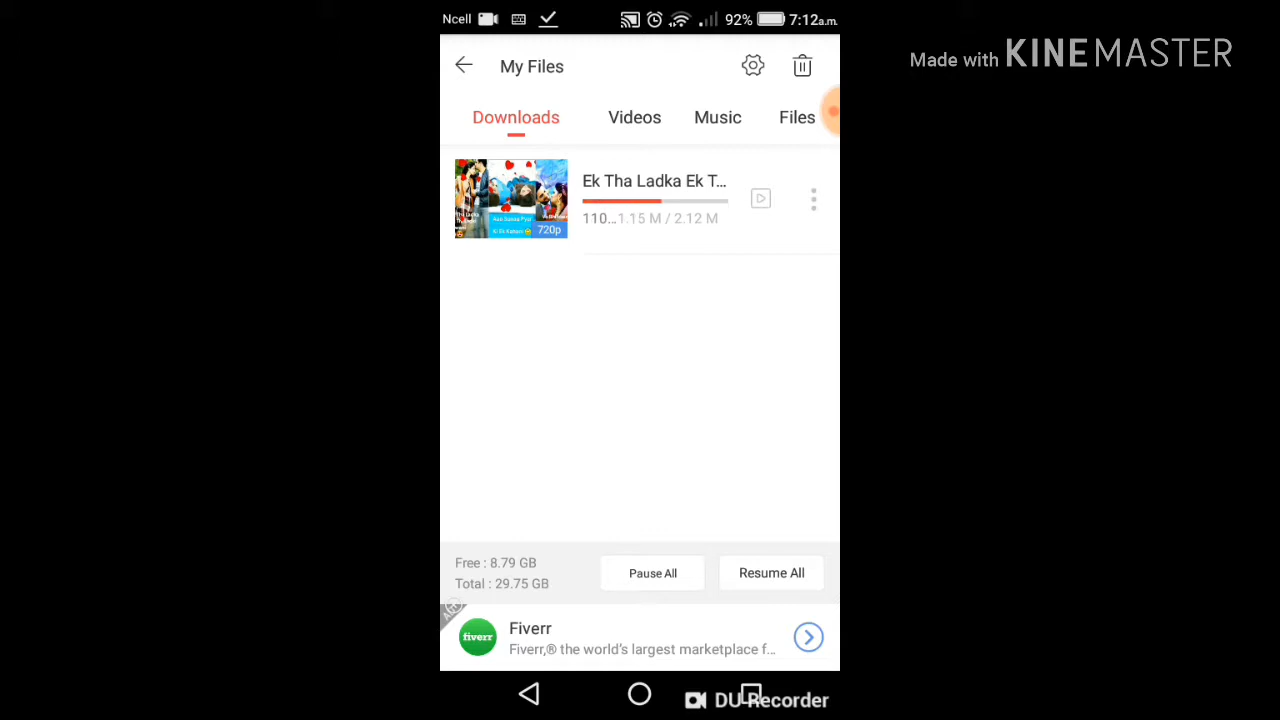 Ncell
92% 7:12a.m.
Made with KINEMASTER
My Files
Downloads Videos Music Files
Ek Tha Ladka Ek T...
110...1.15 M / 2.12 M
720p
Free : 8.79 GB
Total : 29.75 GB
Pause All
Resume All
fiverr
Fiverr
Fiverr,® the world's largest marketplace f...
DU Recorder